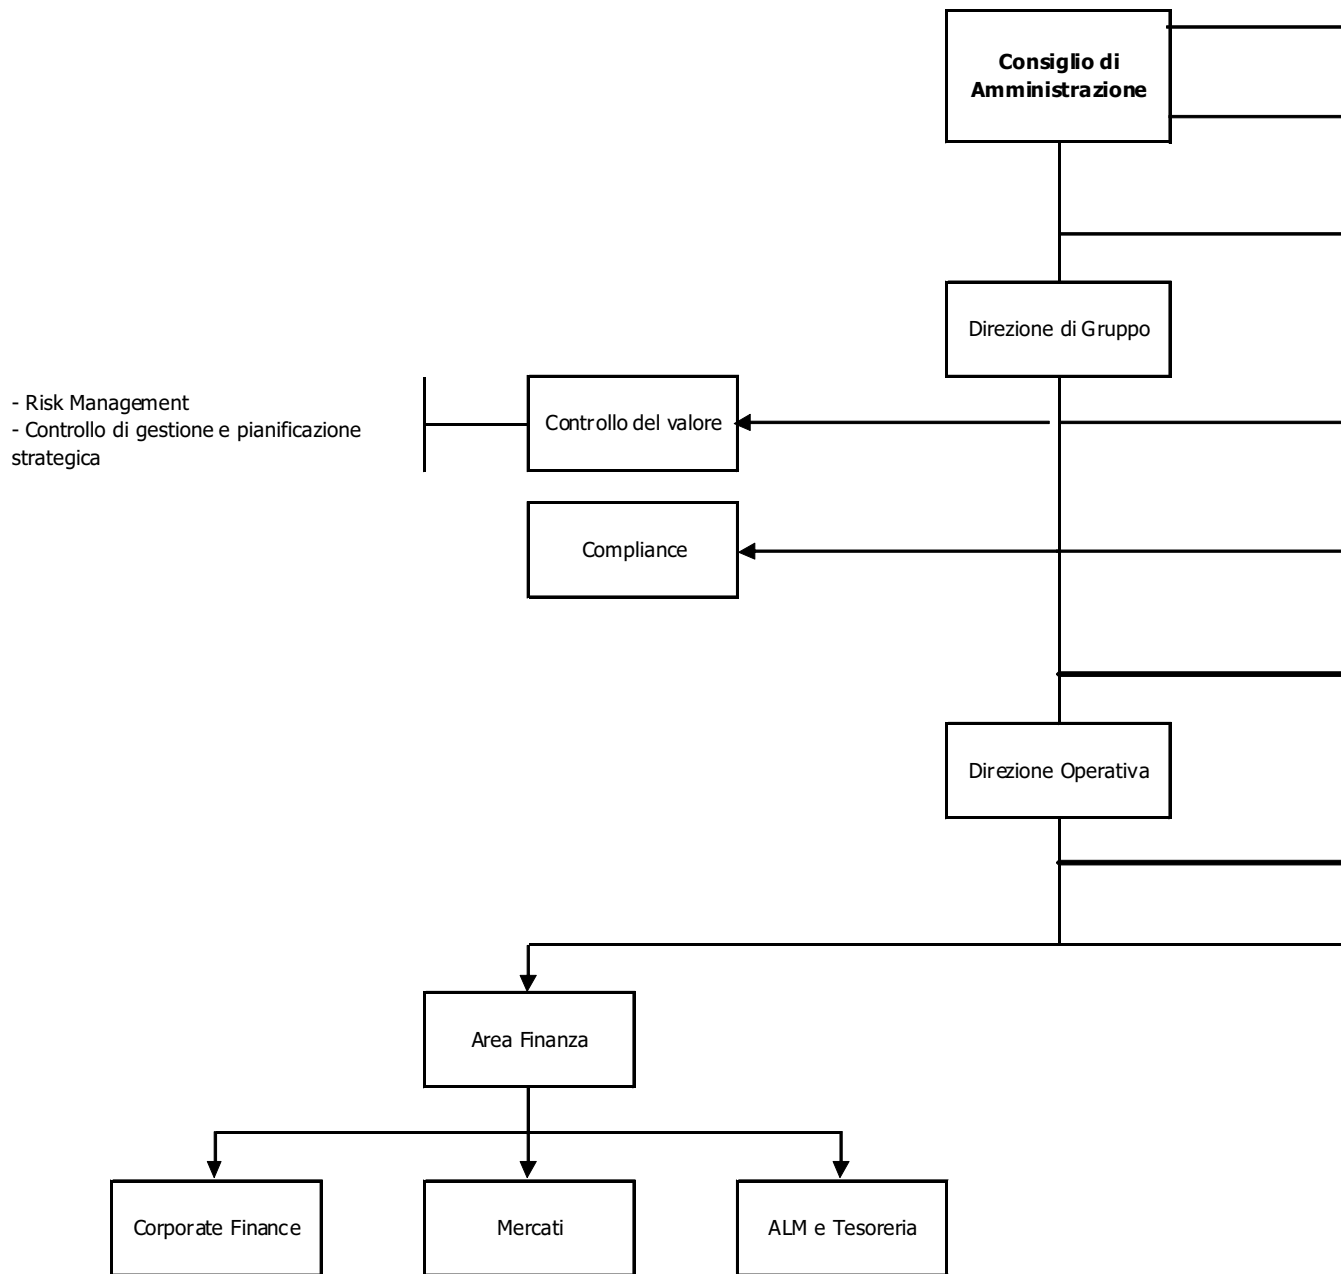 Consiglio di
Amministrazione
Direzione di Gruppo
- Risk Management
- Controllo di gestione e pianificazione
strategica
Controllo del valore
Compliance
Direzione Operativa
Area Finanza
Corporate Finance
Mercati
ALM e Tesoreria